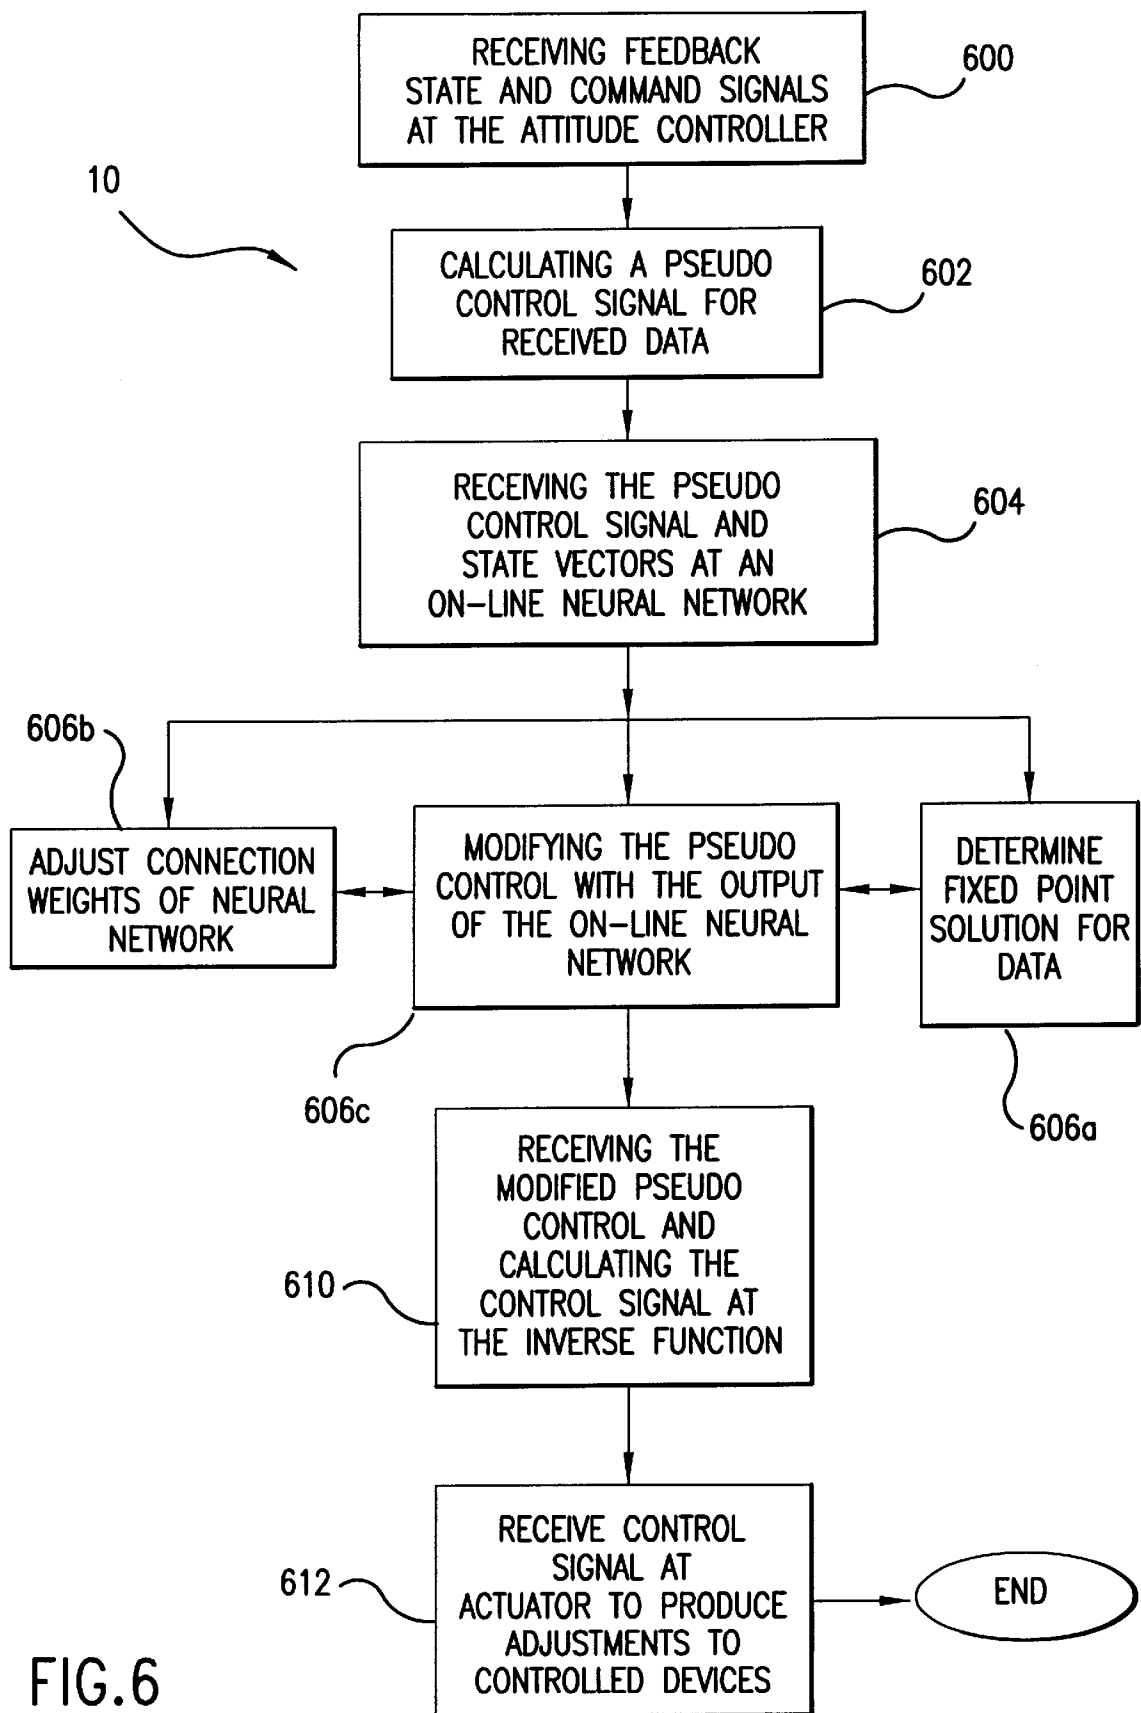 RECEIVING FEEDBACK
STATE AND COMMAND SIGNALS
AT THE ATTITUDE CONTROLLER
600
10
CALCULATING A PSEUDO
CONTROL SIGNAL FOR
RECEIVED DATA
602
RECEIVING THE PSEUDO
CONTROL SIGNAL AND
STATE VECTORS AT AN
ON-LINE NEURAL NETWORK
604
606b
ADJUST CONNECTION
WEIGHTS OF NEURAL
NETWORK
MODIFYING THE PSEUDO
CONTROL WITH THE OUTPUT
OF THE ON-LINE NEURAL
NETWORK
DETERMINE
FIXED POINT
SOLUTION FOR
DATA
606c
606a
RECEIVING THE
MODIFIED PSEUDO
CONTROL AND
CALCULATING THE
CONTROL SIGNAL AT
THE INVERSE FUNCTION
610
RECEIVE CONTROL
SIGNAL AT
ACTUATOR TO PRODUCE
ADJUSTMENTS TO
CONTROLLED DEVICES
612
END
FIG.6